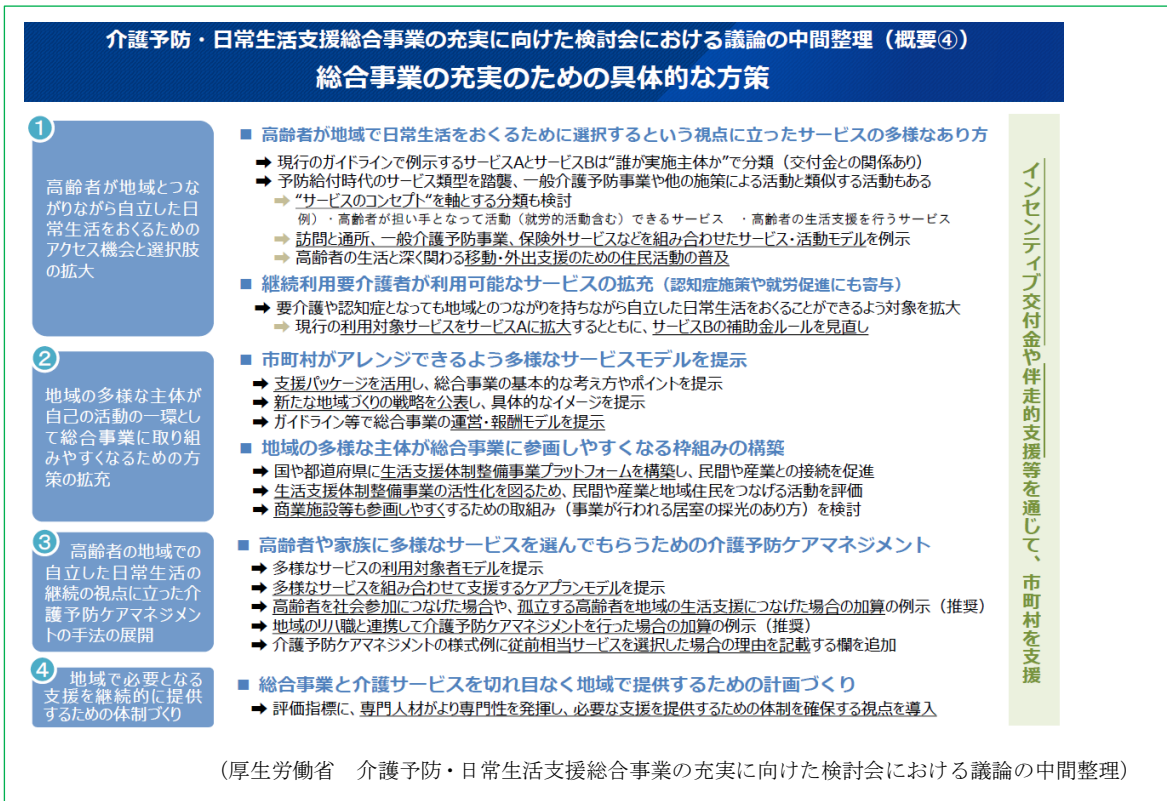 介護予防・日常生活支援総合事業の充実に向けた検討会における議論の中間整理（概要④）
総合事業の充実のための具体的な方策
1
高齢者が地域とつな
がりながら自立した日
常生活をおくるための
アクセス機会と選択肢
の拡大
■ 高齢者が地域で日常生活をおくるために選択するという視点に立ったサービスの多様なあり方
➡ 現行のガイドラインで例示するサービスAとサービスBは“誰が実施主体か”で分類（交付金との関係あり）
➡ 予防給付時代のサービス類型を踏襲、一般介護予防事業や他の施策による活動と類似する活動もある
➡ “サービスのコンセプト“を軸とする分類も検討
例）・高齢者が担い手となって活動（就労的活動含む）できるサービス ・高齢者の生活支援を行うサービス
➡ 訪問と通所、一般介護予防事業、保険外サービスなどを組み合わせたサービス・活動モデルを例示
➡ 高齢者の生活と深く関わる移動・外出支援のための住民活動の普及
■ 継続利用要介護者が利用可能なサービスの拡充（認知症施策や就労促進にも寄与）
➡ 要介護や認知症となっても地域とのつながりを持ちながら自立した日常生活をおくることができるよう対象を拡大
➡ 現行の利用対象サービスをサービスAに拡大するとともに、サービスBの補助金ルールを見直し
2
地域の多様な主体が
自己の活動の一環とし
て総合事業に取り組
みやすくなるための方
策の拡充
■ 市町村がアレンジできるよう多様なサービスモデルを提示
➡ 支援パッケージを活用し、総合事業の基本的な考え方やポイントを提示
➡ 新たな地域づくりの戦略を公表し、具体的なイメージを提示
➡ ガイドライン等で総合事業の運営・報酬モデルを提示
■ 地域の多様な主体が総合事業に参画しやすくなる枠組みの構築
➡ 国や都道府県に生活支援体制整備事業プラットフォームを構築し、民間や産業との接続を促進
➡ 生活支援体制整備事業の活性化を図るため、民間や産業と地域住民をつなげる活動を評価
➡ 商業施設等も参画しやすくするための取組み（事業が行われる居室の採光のあり方）を検討
3
高齢者の地域での
自立した日常生活の
継続の視点に立った介
護予防ケアマネジメン
トの手法の展開
■ 高齢者や家族に多様なサービスを選んでもらうための介護予防ケアマネジメント
➡ 多様なサービスの利用対象者モデルを提示
➡ 多様なサービスを組み合わせて支援するケアプランモデルを提示
➡ 高齢者を社会参加につなげた場合や、孤立する高齢者を地域の生活支援につなげた場合の加算の例示（推奨）
➡ 地域のリハ職と連携して介護予防ケアマネジメントを行った場合の加算の例示（推奨）
➡ 介護予防ケアマネジメントの様式例に従前相当サービスを選択した場合の理由を記載する欄を追加
4
地域で必要となる
支援を継続的に提供
するための体制づくり
■ 総合事業と介護サービスを切れ目なく地域で提供するための計画づくり
➡ 評価指標に、専門人材がより専門性を発揮し、必要な支援を提供するための体制を確保する視点を導入
インセンティブ交付金や伴走的支援等を通じて、市町村を支援
（厚生労働省 介護予防・日常生活支援総合事業の充実に向けた検討会における議論の中間整理）